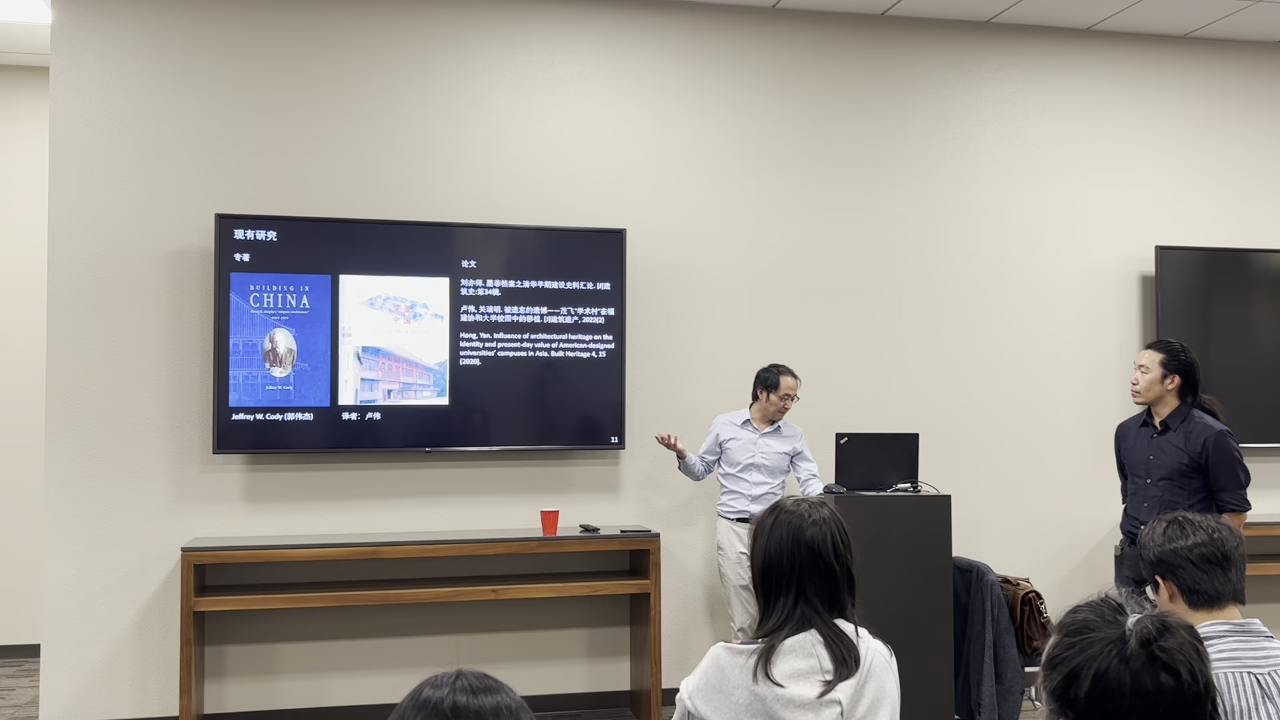 现有研究
专著
BUILDING IN
CHINA
Jeffrey W. Cody
Jeffrey W. Cody (郭伟杰)
译者： 卢伟
论文
刘亦师. 墨菲档案之清华早期建设史料汇论. [J]建
筑史:第34辑.
卢伟, 关瑞明. 被遗忘的遗憾——茂飞“学术村”在福
建协和大学校园中的移植. [J]建筑遗产, 2022(2)
Hong, Yan. Influence of architectural heritage on the
identity and present-day value of American-designed
universities' campuses in Asia. Built Heritage 4, 15
(2020).
11